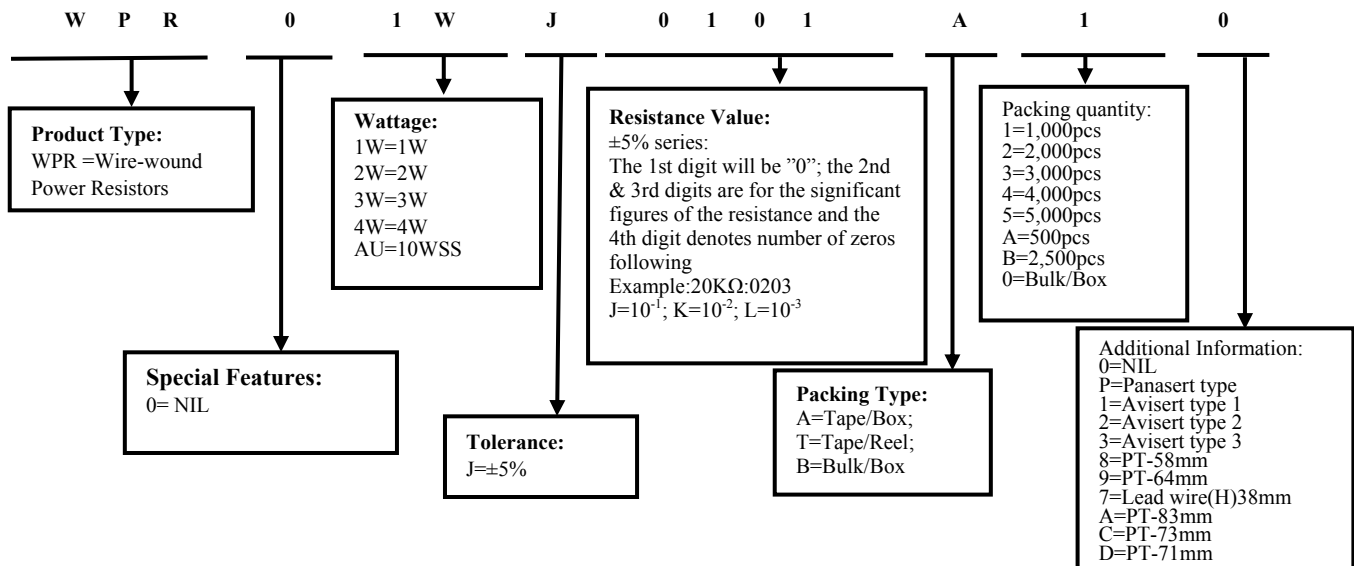 W P R 0 1 W J 0 1 0 1 A 1 0
Product Type:
WPR =Wire-wound
Power Resistors
Wattage:
1W=1W
2W=2W
3W=3W
4W=4W
AU=10WSS
Resistance Value:
±5% series:
The 1st digit will be ”0”; the 2nd
& 3rd digits are for the significant
figures of the resistance and the
4th digit denotes number of zeros
following
Example:20KΩ:0203
J=10⁻¹; K=10⁻²; L=10⁻³
Packing quantity:
1=1,000pcs
2=2,000pcs
3=3,000pcs
4=4,000pcs
5=5,000pcs
A=500pcs
B=2,500pcs
0=Bulk/Box
Special Features:
0= NIL
Tolerance:
J=±5%
Packing Type:
A=Tape/Box;
T=Tape/Reel;
B=Bulk/Box
Additional Information:
0=NIL
P=Panasert type
1=Avisert type 1
2=Avisert type 2
3=Avisert type 3
8=PT-58mm
9=PT-64mm
7=Lead wire(H)38mm
A=PT-83mm
C=PT-73mm
D=PT-71mm